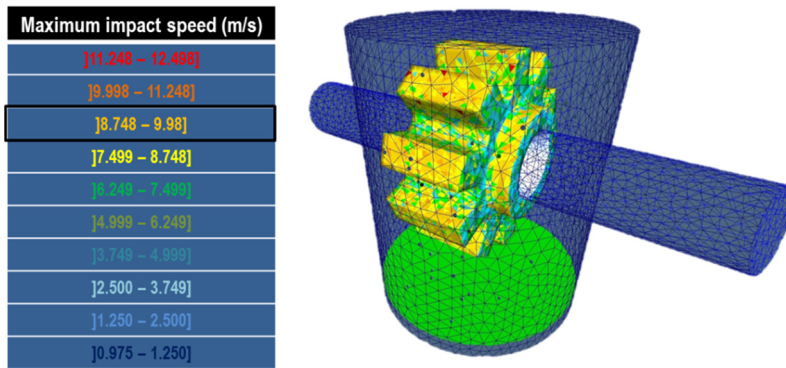 Maximum impact speed (m/s)
]11.248 – 12.498]
]9.998 – 11.248]
]8.748 – 9.98]
]7.499 – 8.748]
]6.249 – 7.499]
]4.999 – 6.249]
]3.749 – 4.999]
]2.500 – 3.749]
]1.250 – 2.500]
]0.975 – 1.250]